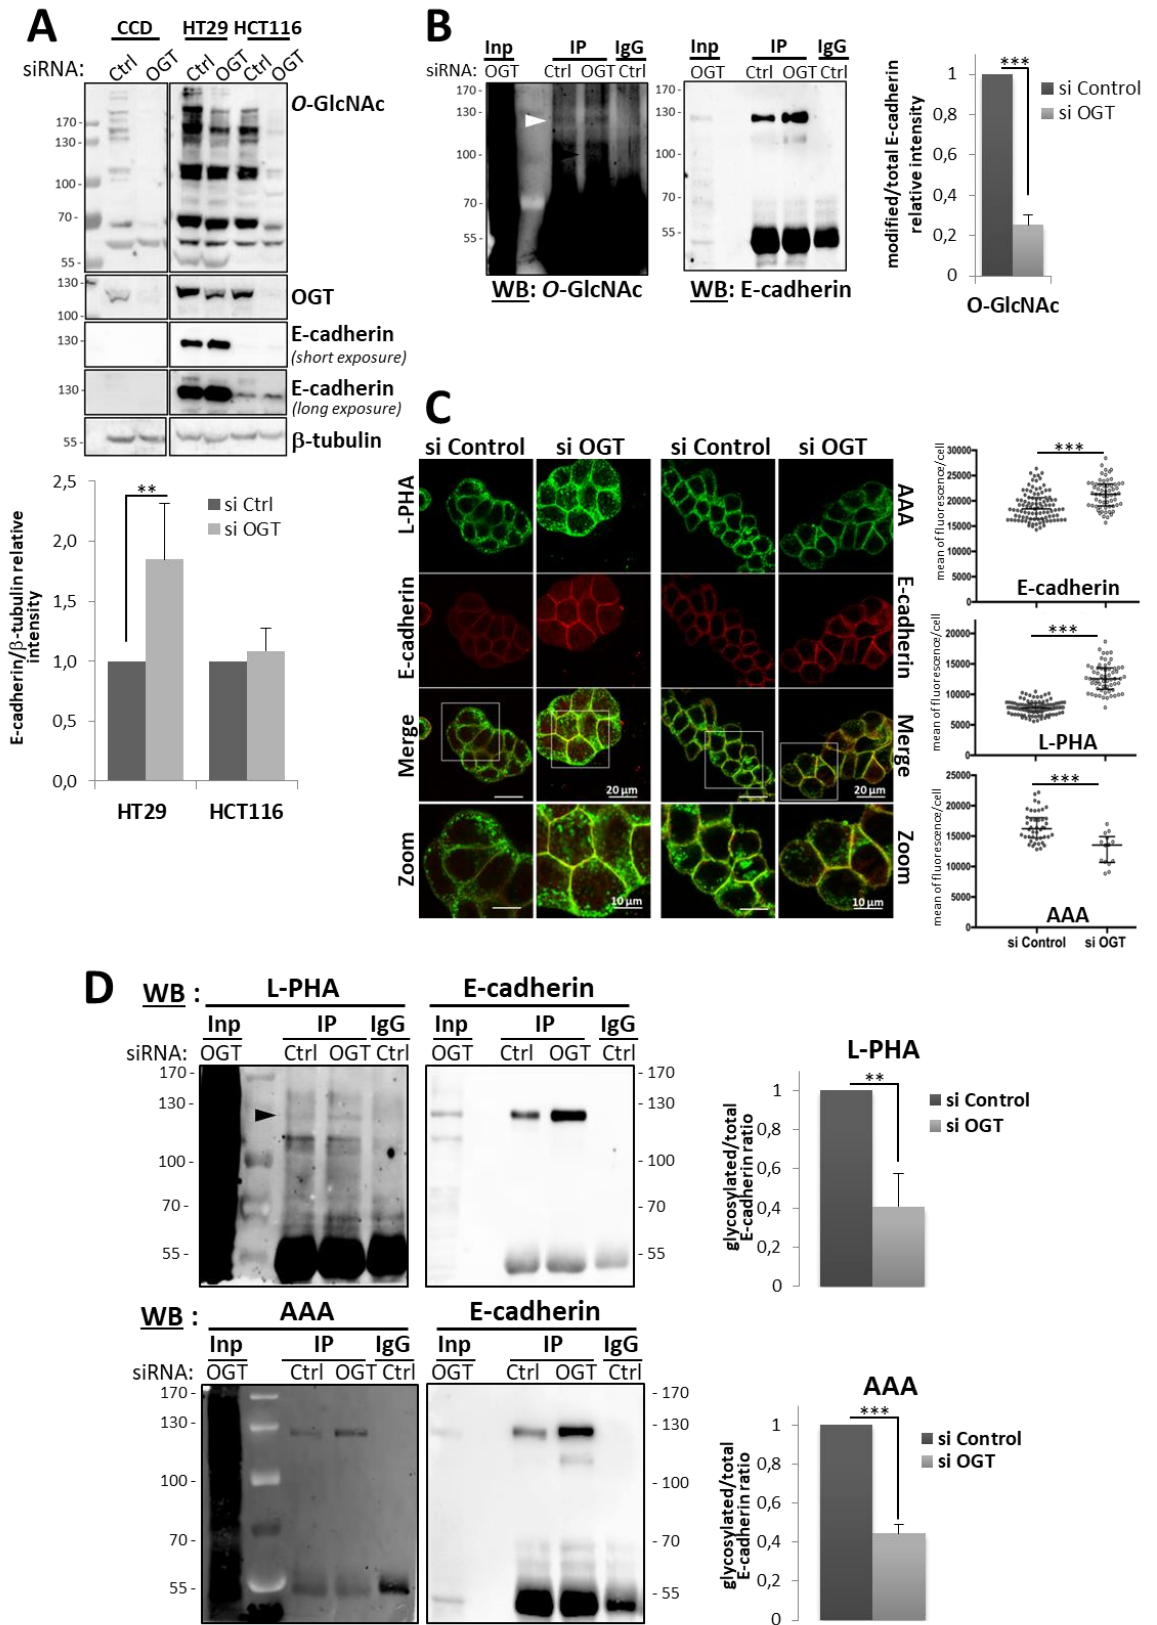 A
CCD HT29 HCT116
siRNA: Ctrl OGT Ctrl OGT Ctrl OGT
O-GlcNAc
170 -
130 -
100 -
70 -
55 -
130 -
OGT
100 -
E-cadherin
130 -
(short exposure)
E-cadherin
130 -
(long exposure)
β-tubulin
55 -
E-cadherin/β-tubulin relative
intensity
2,5
2,0
1,5
1,0
0,5
0,0
**
si Ctrl
si OGT
HT29 HCT116
B
Inp IP IgG
siRNA: OGT Ctrl OGT Ctrl
170 -
130 -
100 -
70 -
55 -
WB: O-GlcNAc
Inp IP IgG
OGT Ctrl OGT Ctrl
170 -
130 -
100 -
70 -
55 -
WB: E-cadherin
modified/total E-cadherin
relative intensity
1
0,8
0,6
0,4
0,2
0
***
si Control
si OGT
O-GlcNAc
C
si Control si OGT si Control si OGT
L-PHA
E-cadherin
Merge
Zoom
AAA
E-cadherin
Merge
Zoom
20 µm
20 µm
10 µm
10 µm
mean of fluorescence/cell
30000
25000
20000
15000
10000
5000
0
***
E-cadherin
mean of fluorescence/cell
20000
15000
10000
5000
0
***
L-PHA
mean of fluorescence/cell
25000
20000
15000
10000
5000
0
***
AAA
si Control si OGT
D
WB : L-PHA E-cadherin
Inp IP IgG Inp IP IgG
siRNA: OGT Ctrl OGT Ctrl OGT Ctrl OGT Ctrl
170 - - 170
130 - - 130
100 - - 100
70 - - 70
55 - - 55
L-PHA
glycosylated/total
E-cadherin ratio
1
0,8
0,6
0,4
0,2
0
**
si Control
si OGT
WB : AAA E-cadherin
Inp IP IgG Inp IP IgG
siRNA: OGT Ctrl OGT Ctrl OGT Ctrl OGT Ctrl
170 - - 170
130 - - 130
100 - - 100
70 - - 70
55 - - 55
AAA
glycosylated/total
E-cadherin ratio
1
0,8
0,6
0,4
0,2
0
***
si Control
si OGT